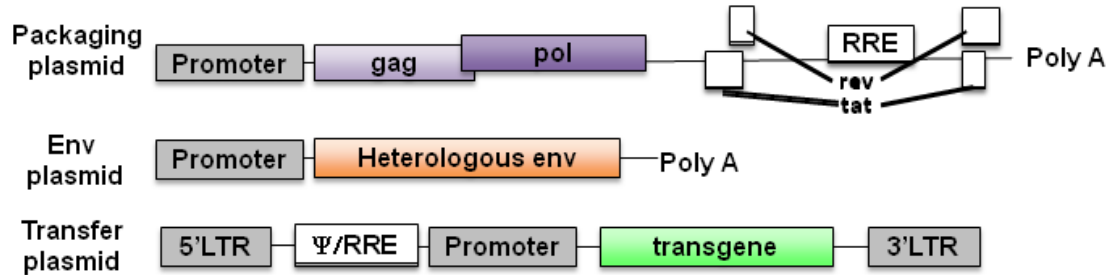 Packaging
plasmid
Promoter
gag
pol
RRE
rev
tat
Poly A
Env
plasmid
Promoter
Heterologous env
Poly A
Transfer
plasmid
5'LTR
Ψ/RRE
Promoter
transgene
3'LTR